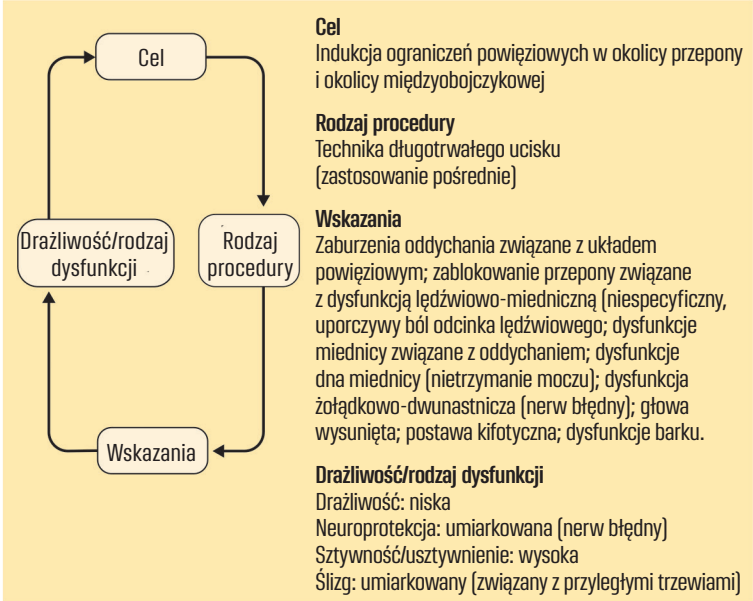 Cel
Drażliwość/rodzaj
dysfunkcji
Rodzaj
procedury
Wskazania
Cel
Indukcja ograniczeń powięziowych w okolicy przepony
i okolicy międzyobojczykowej
Rodzaj procedury
Technika długotrwałego ucisku
(zastosowanie pośrednie)
Wskazania
Zaburzenia oddychania związane z układem
powięziowym; zablokowanie przepony związane
z dysfunkcją lędźwiowo-miedniczną (niespecyficzny,
uporczywy ból odcinka lędźwiowego; dysfunkcje
miednicy związane z oddychaniem; dysfunkcje
dna miednicy (nietrzymanie moczu); dysfunkcja
żołądkowo-dwunastnicza (nerw błędny); głowa
wysunięta; postawa kifotyczna; dysfunkcje barku.
Drażliwość/rodzaj dysfunkcji
Drażliwość: niska
Neuroprotekcja: umiarkowana (nerw błędny)
Sztywność/usztywnienie: wysoka
Ślizg: umiarkowany (związany z przyległymi trzewiami)